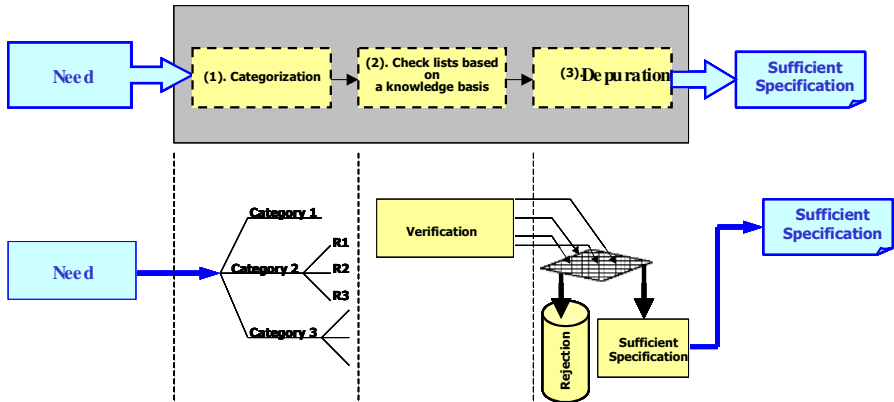 Need
(1). Categorization
(2). Check lists based
on
a knowledge basis
(3).Depuration
Sufficient
Specification
Category 1
Category 2
R1
R2
R3
Category 3
Need
Verification
Rejection
Sufficient
Specification
Sufficient
Specification